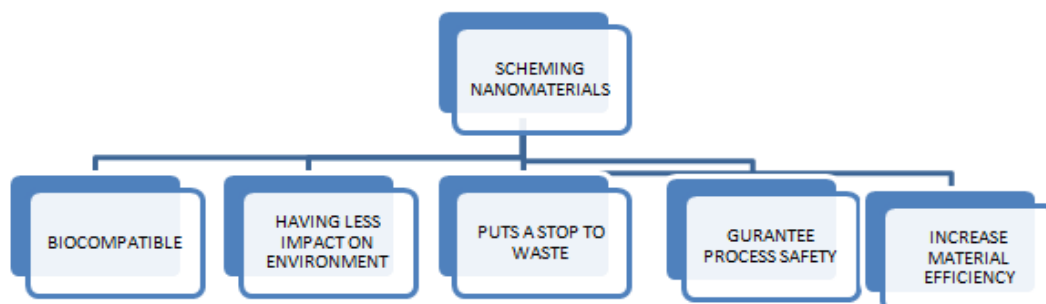 SCHEMING
NANOMATERIALS
BIOCOMPATIBLE
HAVING LESS
IMPACT ON
ENVIRONMENT
PUTS A STOP TO
WASTE
GURANTEE
PROCESS SAFETY
INCREASE
MATERIAL
EFFICIENCY